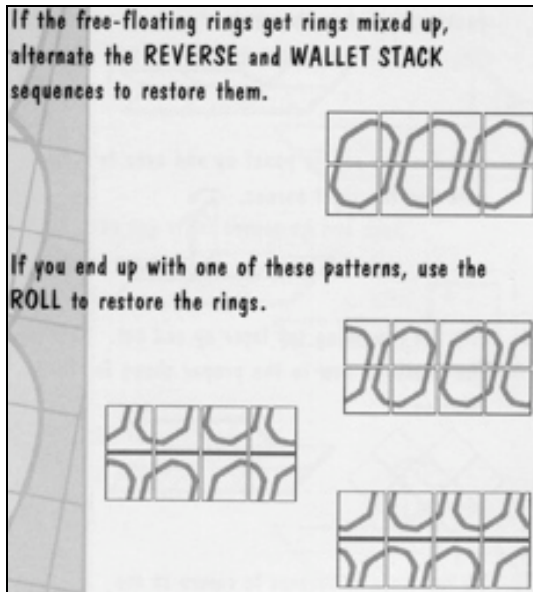 If the free-floating rings get rings mixed up,
alternate the REVERSE and WALLET STACK
sequences to restore them.
If you end up with one of these patterns, use the
ROLL to restore the rings.